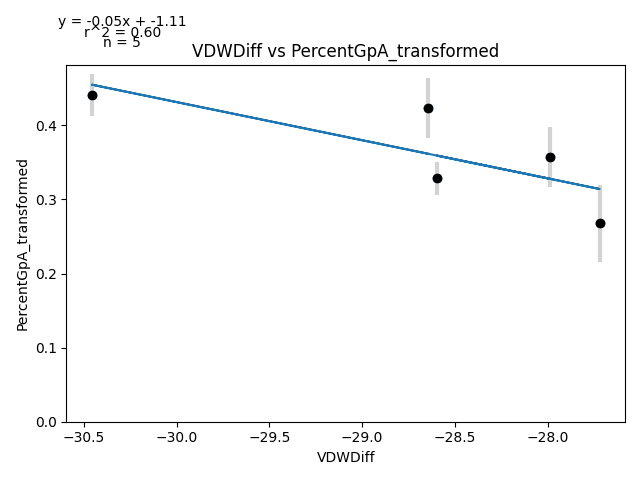 y = -0.05x + -1.11
r^2 = 0.60
n = 5
VDWDiff vs PercentGpA_transformed
PercentGpA_transformed
0.4
0.3
0.2
0.1
0.0
−30.5 −30.0 −29.5 −29.0 −28.5 −28.0
VDWDiff